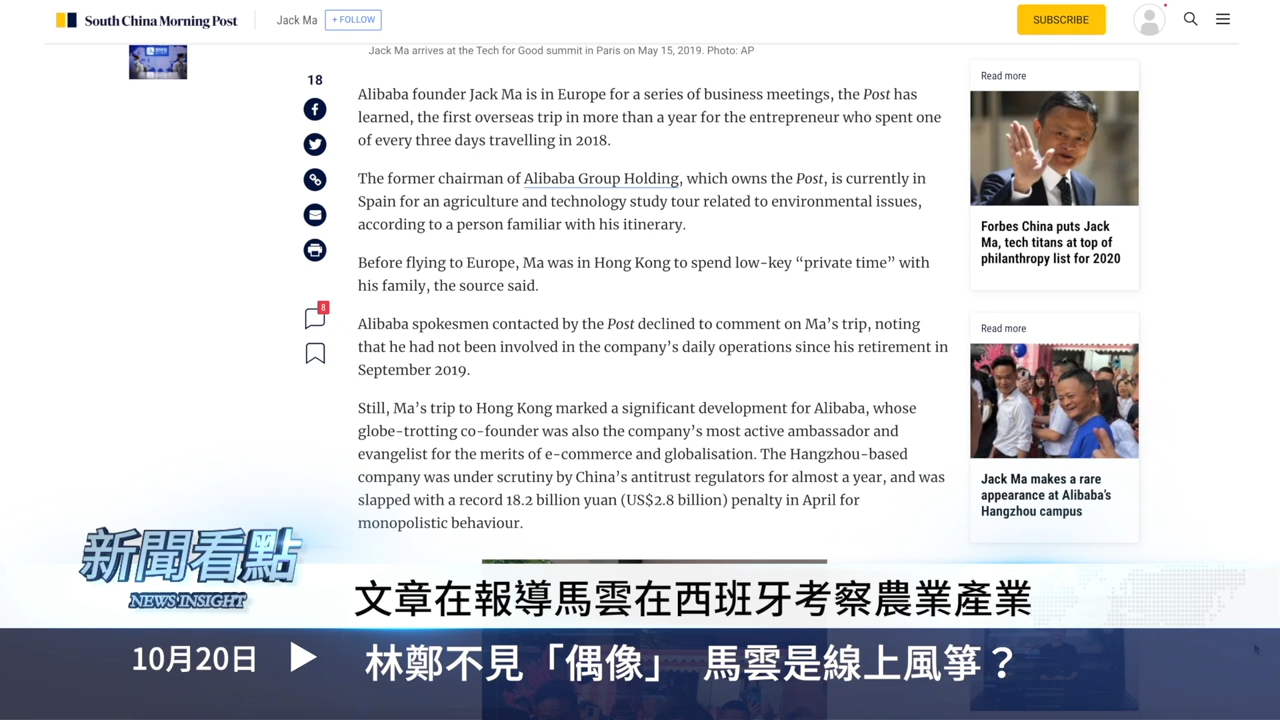 South China Morning Post
Jack Ma
+ FOLLOW
SUBSCRIBE
Jack Ma arrives at the Tech for Good summit in Paris on May 15, 2019. Photo: AP
18
Alibaba founder Jack Ma is in Europe for a series of business meetings, the Post has
learned, the first overseas trip in more than a year for the entrepreneur who spent one
of every three days travelling in 2018.
The former chairman of Alibaba Group Holding, which owns the Post, is currently in
Spain for an agriculture and technology study tour related to environmental issues,
according to a person familiar with his itinerary.
Before flying to Europe, Ma was in Hong Kong to spend low-key “private time” with
his family, the source said.
8
Alibaba spokesmen contacted by the Post declined to comment on Ma’s trip, noting
that he had not been involved in the company’s daily operations since his retirement in
September 2019.
Still, Ma’s trip to Hong Kong marked a significant development for Alibaba, whose
globe-trotting co-founder was also the company’s most active ambassador and
evangelist for the merits of e-commerce and globalisation. The Hangzhou-based
company was under scrutiny by China’s antitrust regulators for almost a year, and was
slapped with a record 18.2 billion yuan (US$2.8 billion) penalty in April for
monopolistic behaviour.
Read more
Forbes China puts Jack
Ma, tech titans at top of
philanthropy list for 2020
Read more
Jack Ma makes a rare
appearance at Alibaba’s
Hangzhou campus
新聞看點
NEWS INSIGHT
文章在報導馬雲在西班牙考察農業產業
10月20日
林鄭不見「偶像」 馬雲是線上風箏？